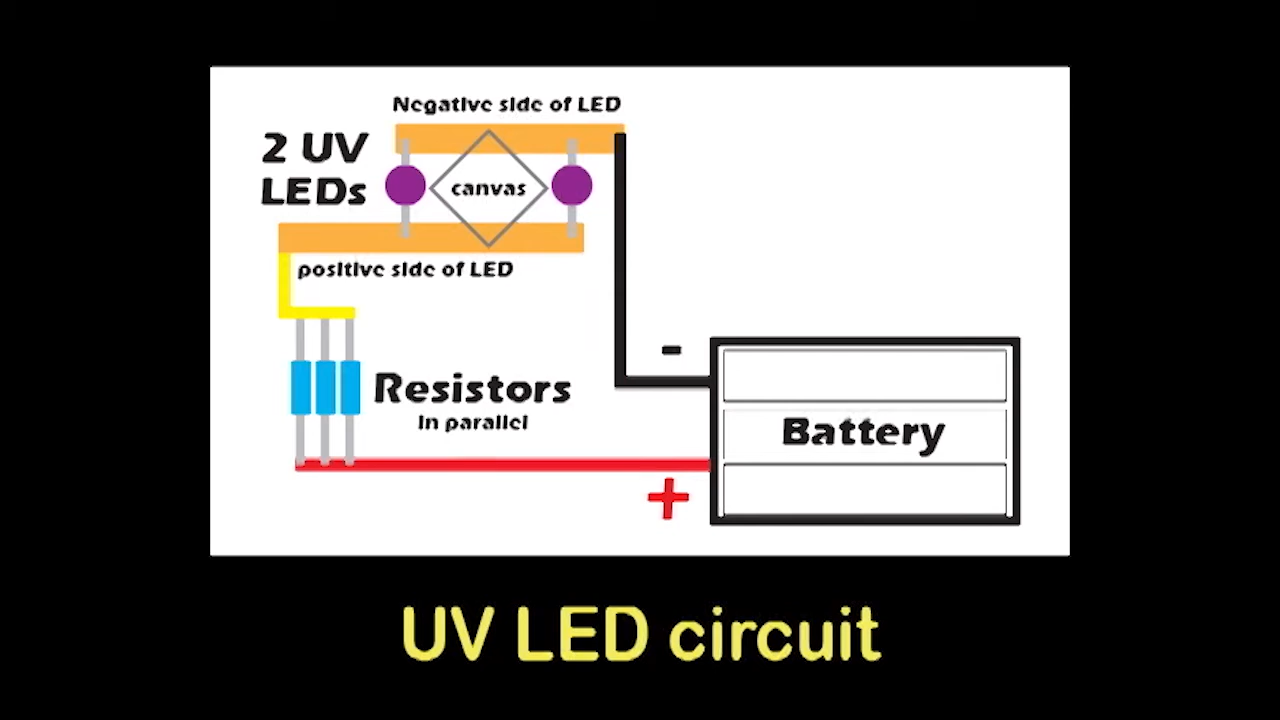 Negative side of LED
2 UV
LEDs
canvas
positive side of LED
-
Resistors
in parallel
Battery
+
UV LED circuit